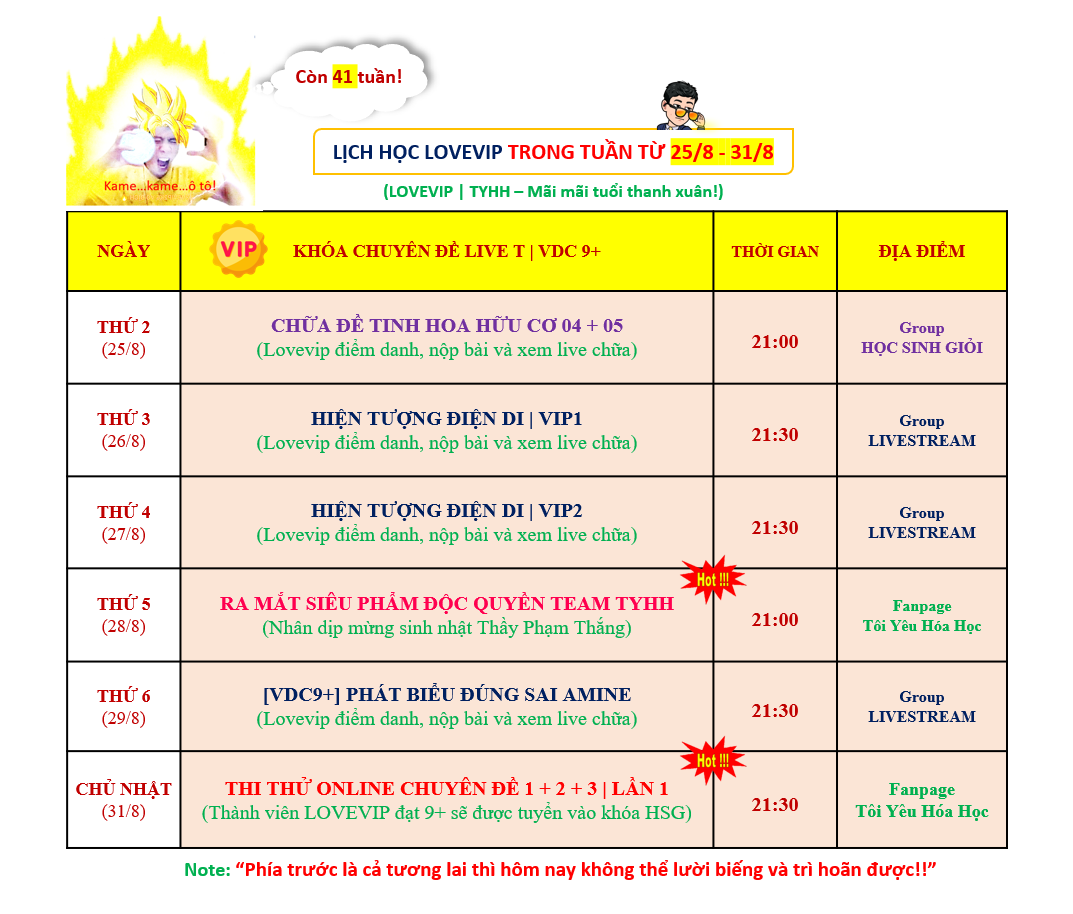 Còn 41 tuần!
Kame...kame...ô tô!
LỊCH HỌC LOVEVIP TRONG TUẦN TỪ 25/8 - 31/8
(LOVEVIP | TYHH – Mãi mãi tuổi thanh xuân!)
NGÀY
VIP
KHÓA CHUYÊN ĐỀ LIVE T | VDC 9+
THỜI GIAN
ĐỊA ĐIỂM
THỨ 2
(25/8)
CHỮA ĐỀ TINH HOA HỮU CƠ 04 + 05
(Lovevip điểm danh, nộp bài và xem live chữa)
21:00
Group
HỌC SINH GIỎI
THỨ 3
(26/8)
HIỆN TƯỢNG ĐIỆN DI | VIP1
(Lovevip điểm danh, nộp bài và xem live chữa)
21:30
Group
LIVESTREAM
THỨ 4
(27/8)
HIỆN TƯỢNG ĐIỆN DI | VIP2
(Lovevip điểm danh, nộp bài và xem live chữa)
21:30
Group
LIVESTREAM
Hot !!!
THỨ 5
(28/8)
RA MẮT SIÊU PHẨM ĐỘC QUYỀN TEAM TYHH
(Nhân dịp mừng sinh nhật Thầy Phạm Thắng)
21:00
Fanpage
Tôi Yêu Hóa Học
THỨ 6
(29/8)
[VDC9+] PHÁT BIỂU ĐÚNG SAI AMINE
(Lovevip điểm danh, nộp bài và xem live chữa)
21:30
Group
LIVESTREAM
Hot !!!
CHỦ NHẬT
(31/8)
THI THỬ ONLINE CHUYÊN ĐỀ 1 + 2 + 3 | LẦN 1
(Thành viên LOVEVIP đạt 9+ sẽ được tuyển vào khóa HSG)
21:30
Fanpage
Tôi Yêu Hóa Học
Note: “Phía trước là cả tương lai thì hôm nay không thể lười biếng và trì hoãn được!!”